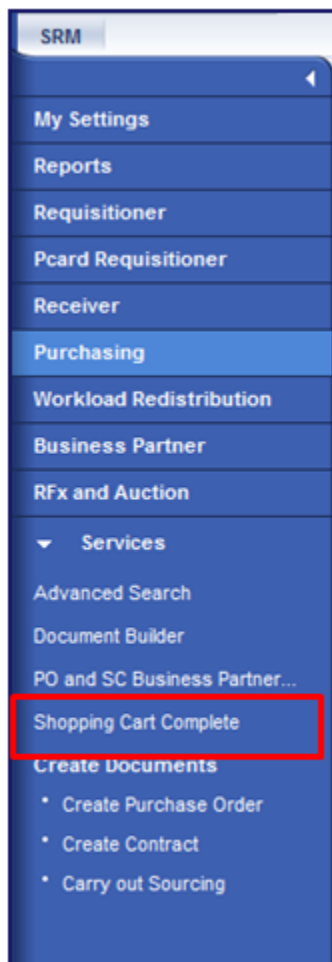 SRM
My Settings
Reports
Requisitioner
Pcard Requisitioner
Receiver
Purchasing
Workload Redistribution
Business Partner
RFx and Auction
Services
Advanced Search
Document Builder
PO and SC Business Partner...
Shopping Cart Complete
Create Documents
• Create Purchase Order
• Create Contract
• Carry out Sourcing